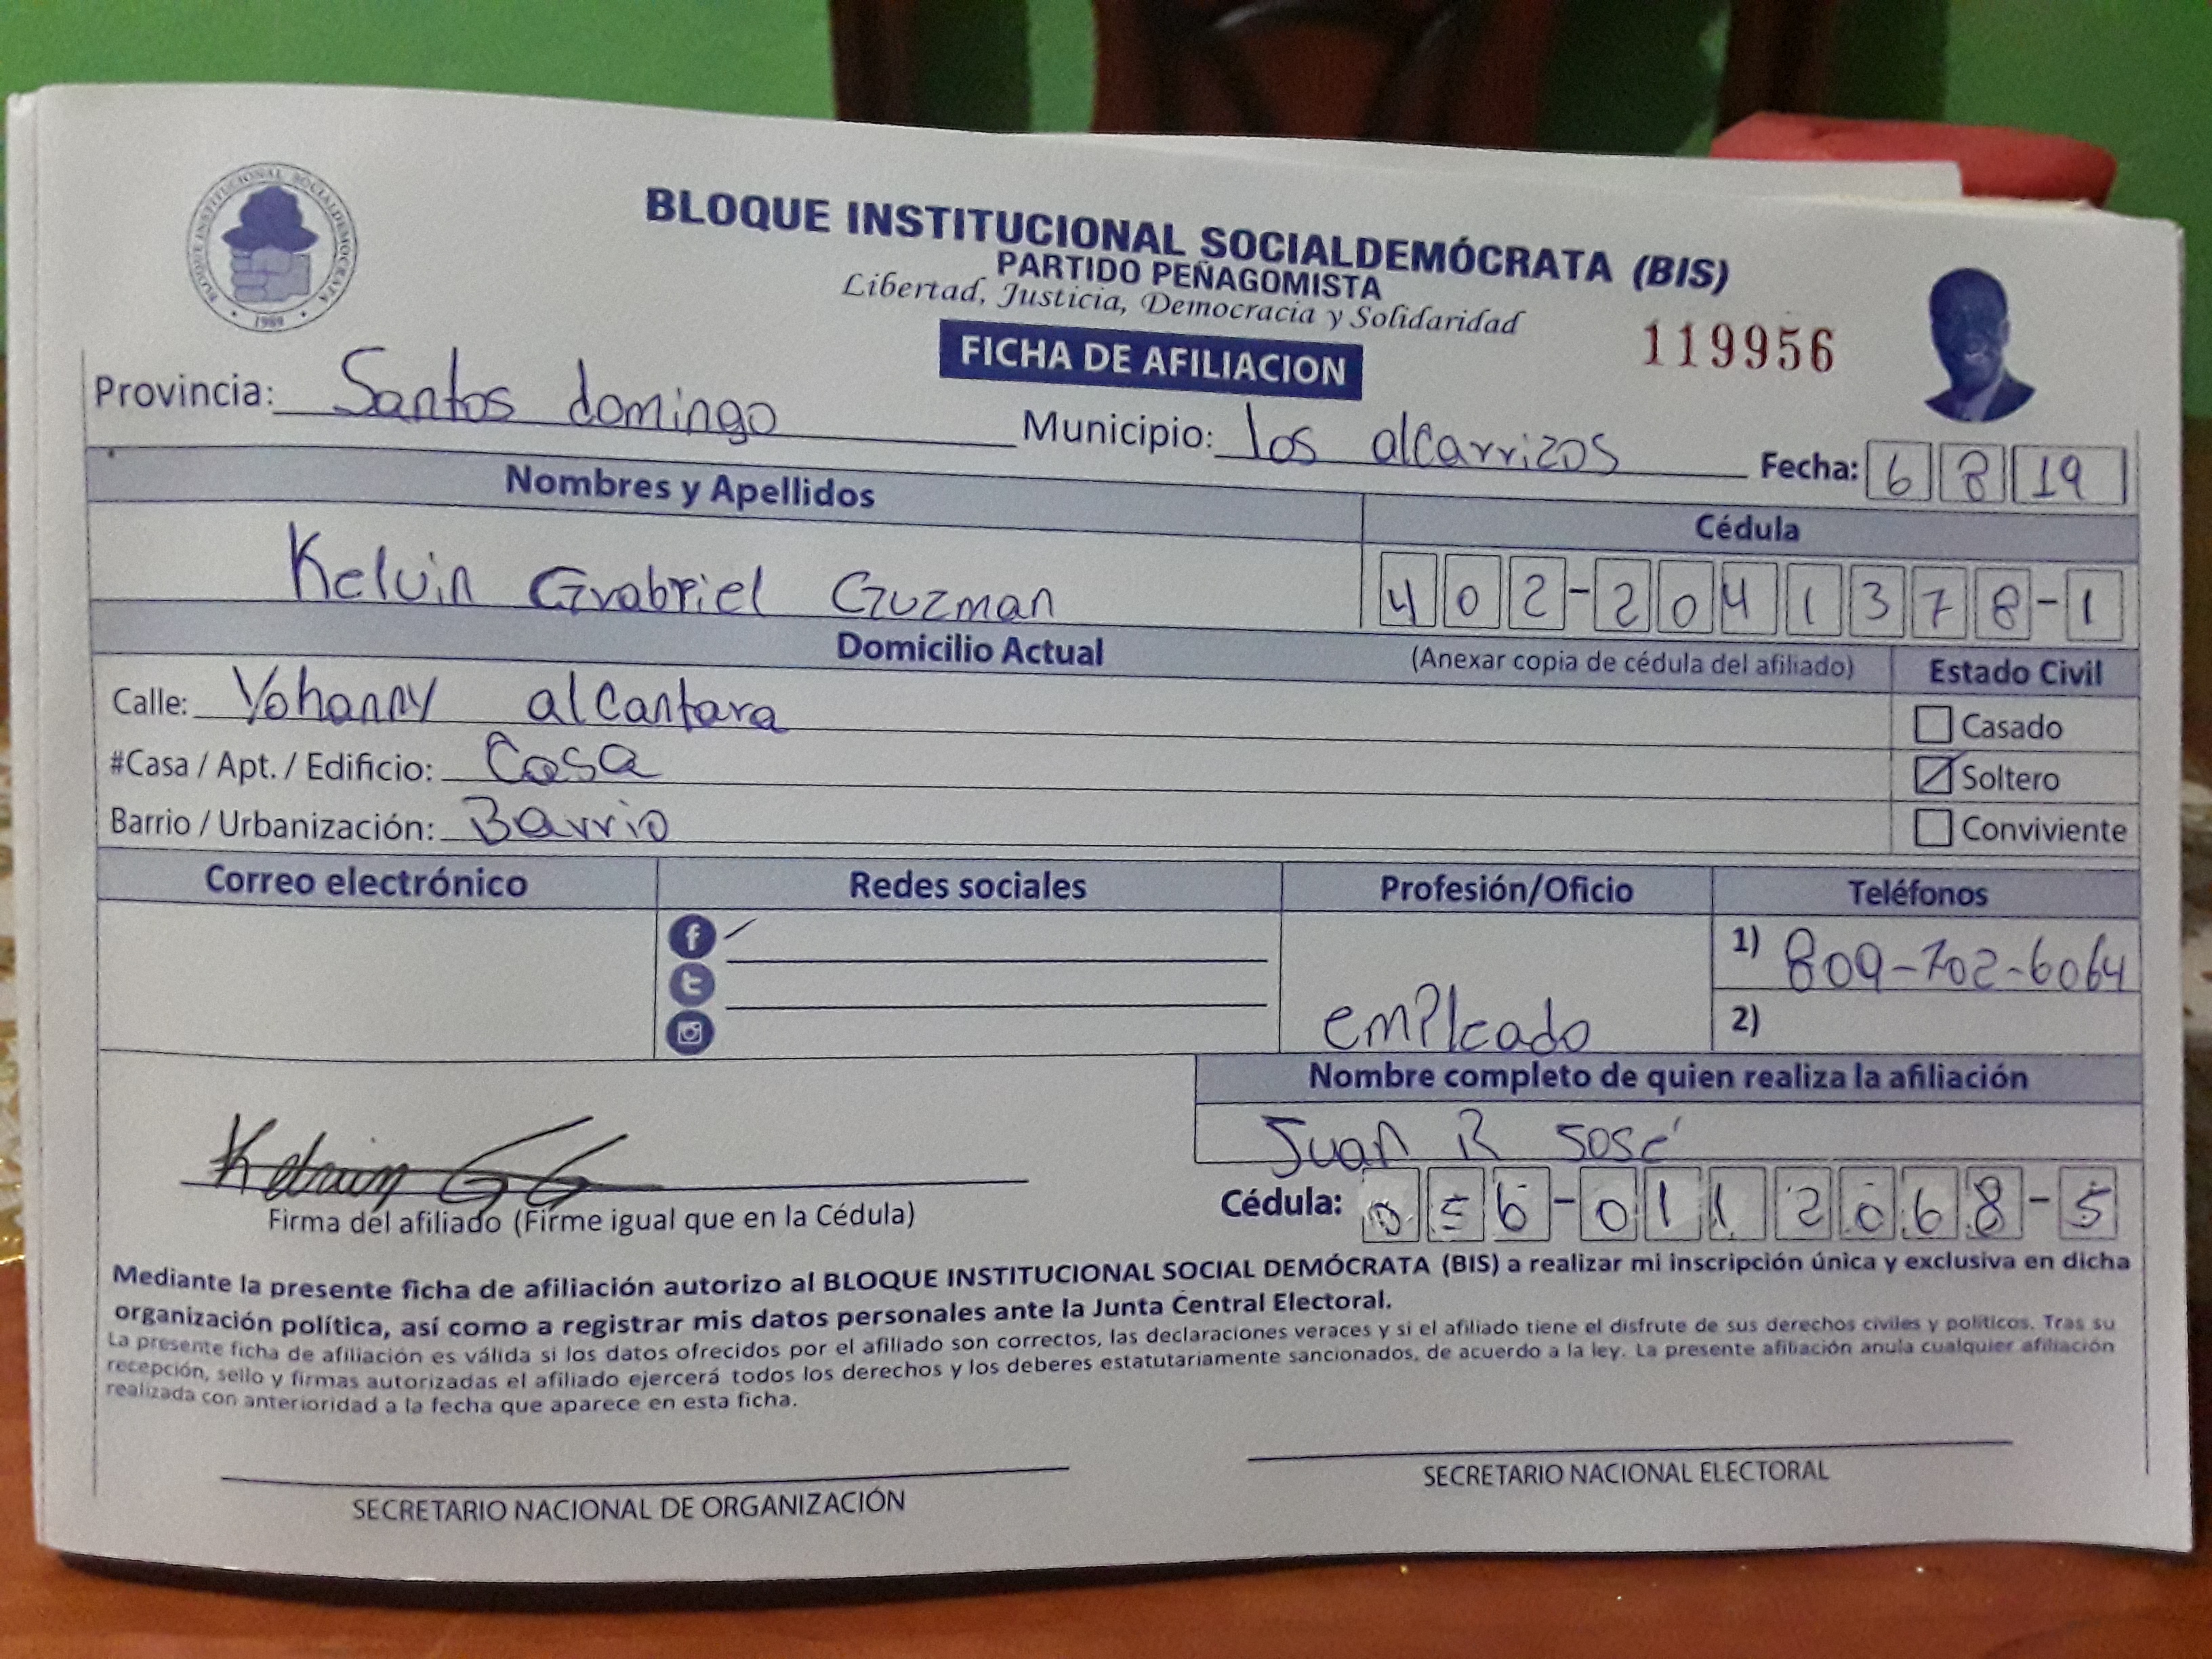 BLOQUE INSTITUCIONAL SOCIALDEMÓCRATA
1989
BLOQUE INSTITUCIONAL SOCIALDEMÓCRATA (BIS)
PARTIDO PEÑAGOMISTA
Libertad, Justicia, Democracia y Solidaridad
FICHA DE AFILIACION
119956
Provincia: Santos domingo Municipio: los alcarrizos Fecha: 6 8 19
Nombres y Apellidos Cédula
Kelvin Grabriel Guzman 402-2041378-1
Domicilio Actual (Anexar copia de cédula del afiliado) Estado Civil
Calle: Yohanny alcantara Casado
#Casa / Apt. / Edificio: Casa Soltero
Barrio / Urbanización: Barrio Conviviente
Correo electrónico Redes sociales Profesión/Oficio Teléfonos
1) 809-702-6064
empleado 2)
Nombre completo de quien realiza la afiliación
Juan R José
Kelvin G G
Cédula: 056-0112068-5
Firma del afiliado (Firme igual que en la Cédula)
Mediante la presente ficha de afiliación autorizo al BLOQUE INSTITUCIONAL SOCIAL DEMÓCRATA (BIS) a realizar mi inscripción única y exclusiva en dicha
organización política, así como a registrar mis datos personales ante la Junta Central Electoral.
La presente ficha de afiliación es válida si los datos ofrecidos por el afiliado son correctos, las declaraciones veraces y si el afiliado tiene el disfrute de sus derechos civiles y políticos. Tras su
recepción, sello y firmas autorizadas el afiliado ejercerá todos los derechos y los deberes estatutariamente sancionados, de acuerdo a la ley. La presente afiliación anula cualquier afiliación
realizada con anterioridad a la fecha que aparece en esta ficha.
SECRETARIO NACIONAL DE ORGANIZACIÓN SECRETARIO NACIONAL ELECTORAL